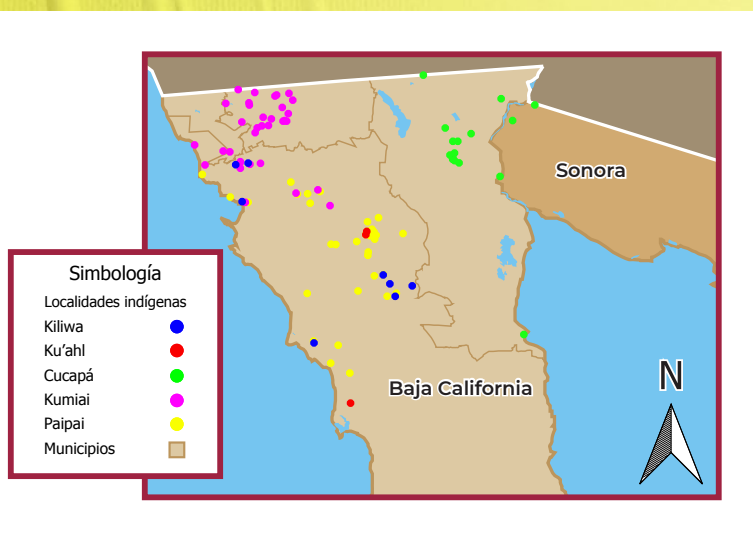 Sonora
Simbología
Localidades indígenas
Kiliwa
Ku'ahl
Cucapá
Kumiai
Paipai
Municipios
Baja California
N